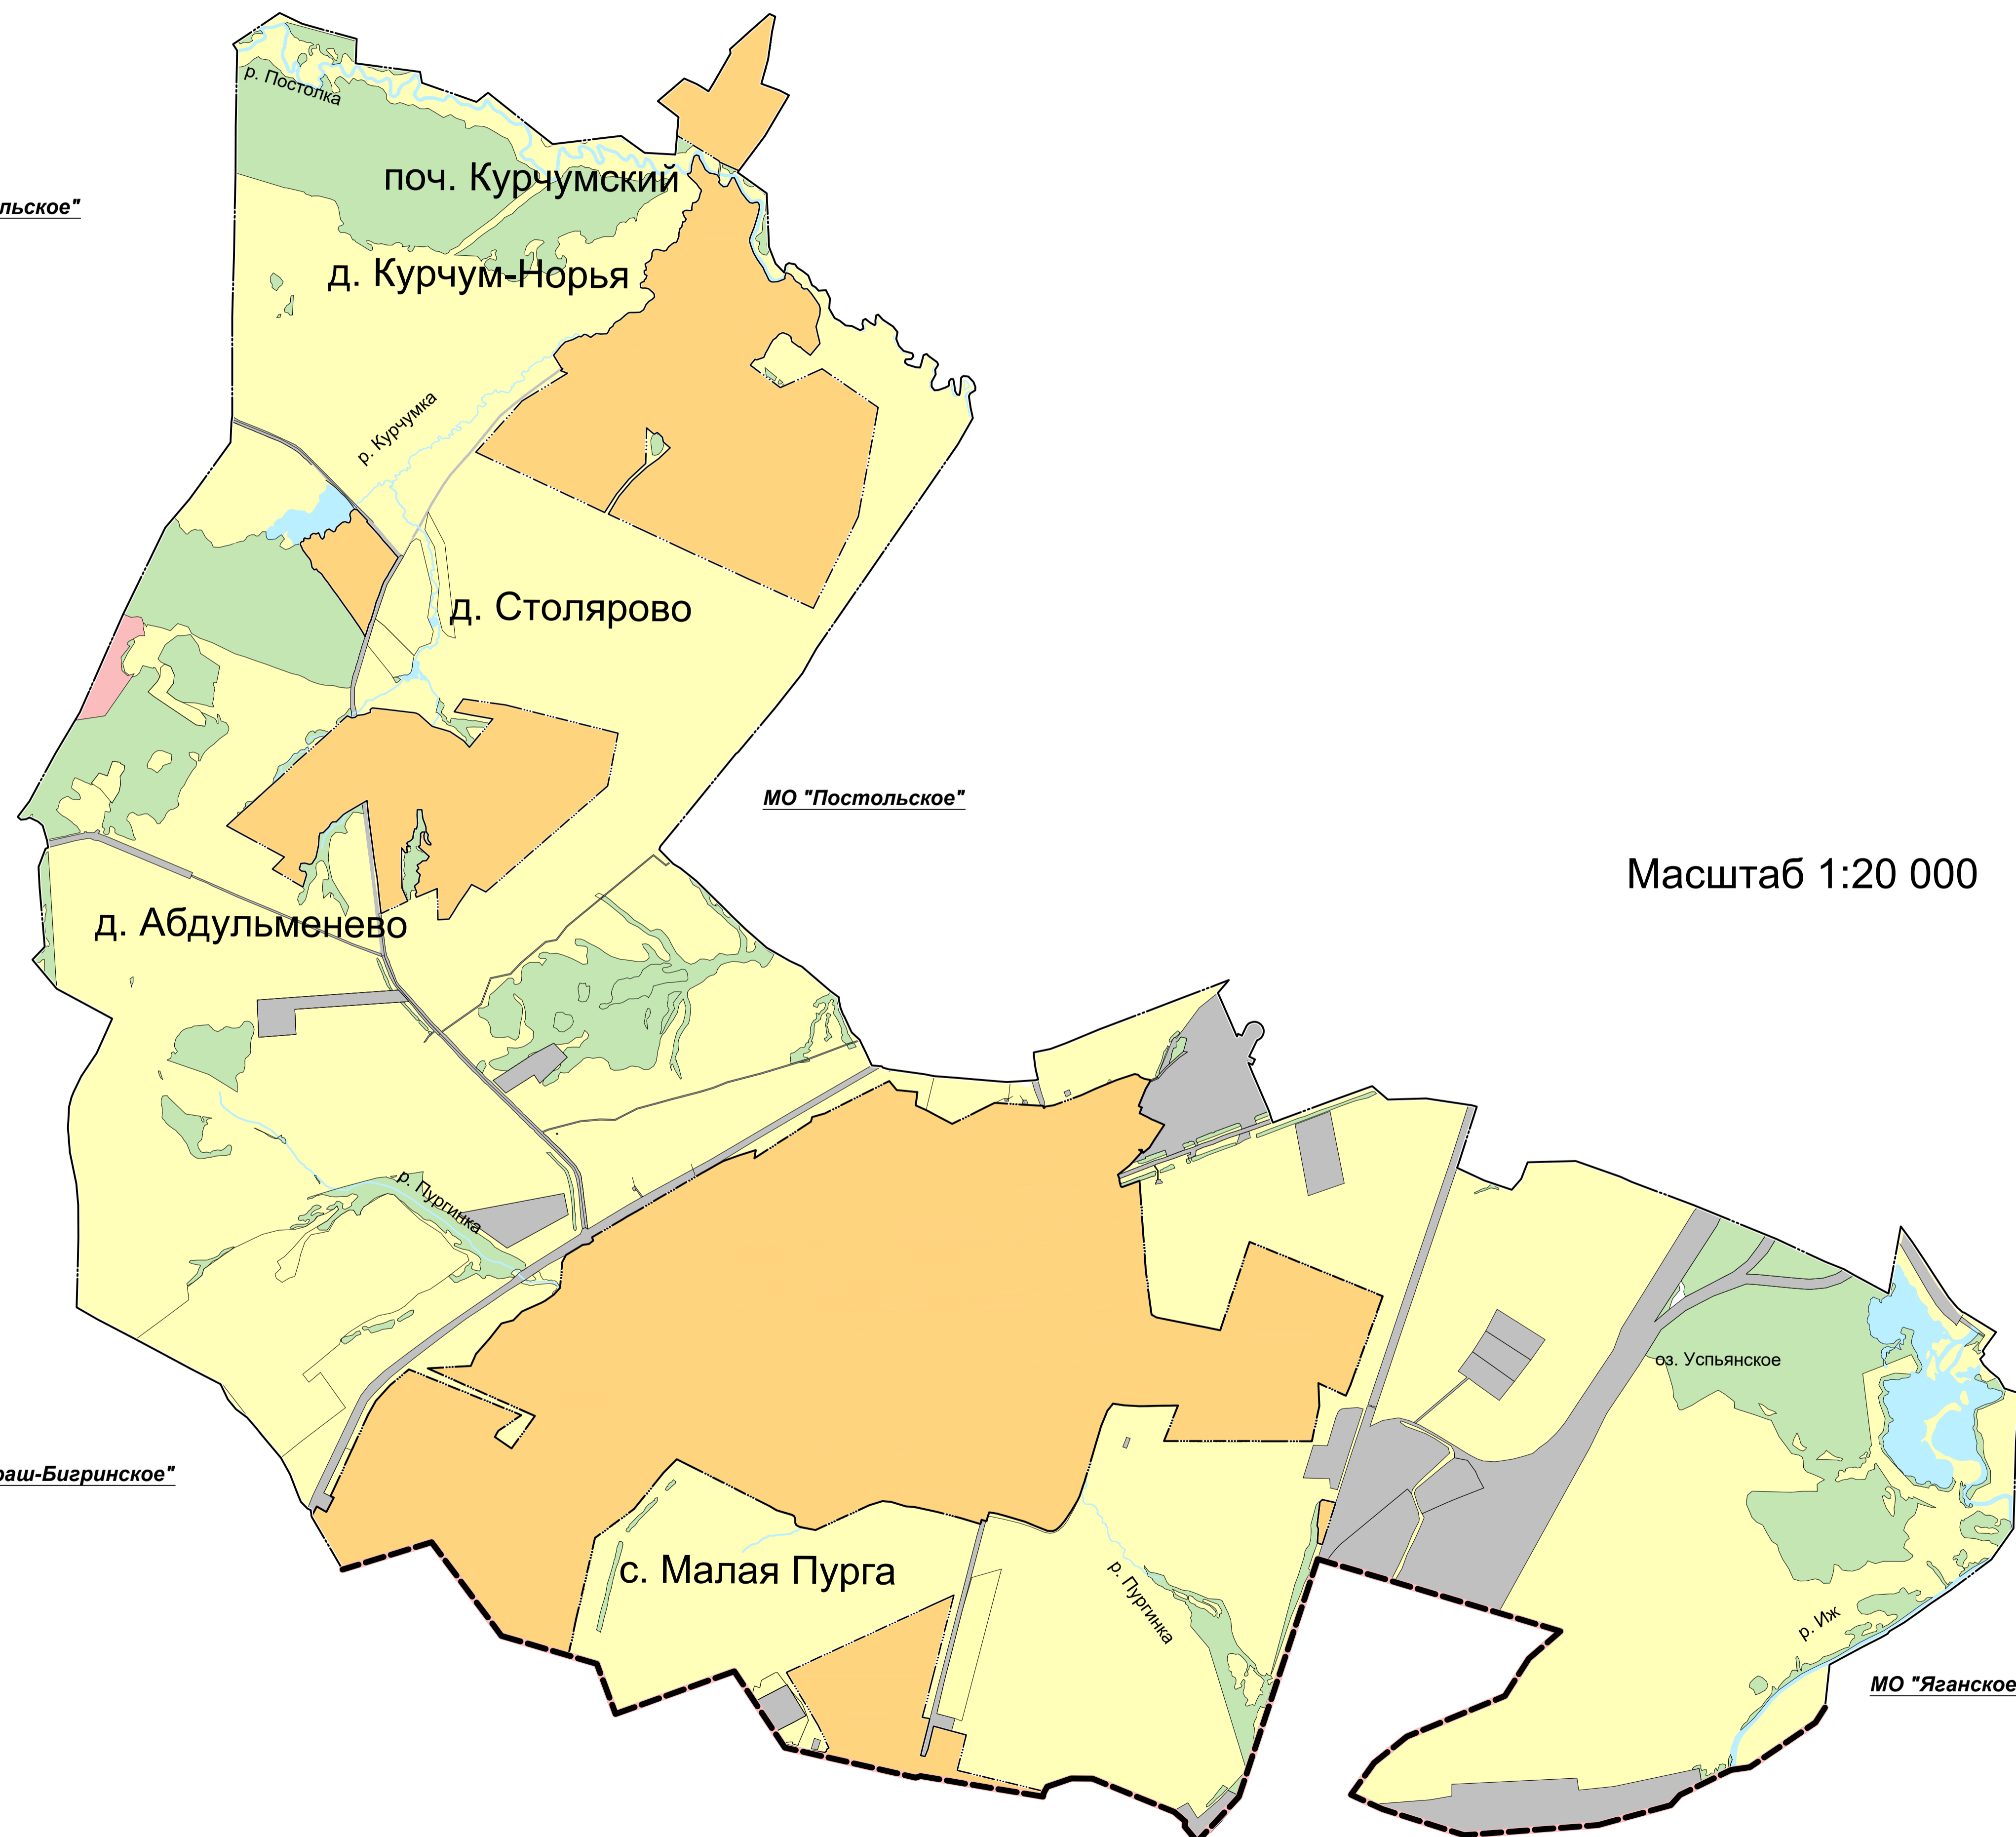 р. Постолка
поч. Курчумский
льское"
д. Курчум-Норья
р. Курчумка
д. Столярово
МО "Постольское"
Масштаб 1:20 000
д. Абдульменево
р. Пургинка
оз. Успьянское
раш-Бигринское"
с. Малая Пурга
р. Пургинка
р. Иж
МО "Яганское